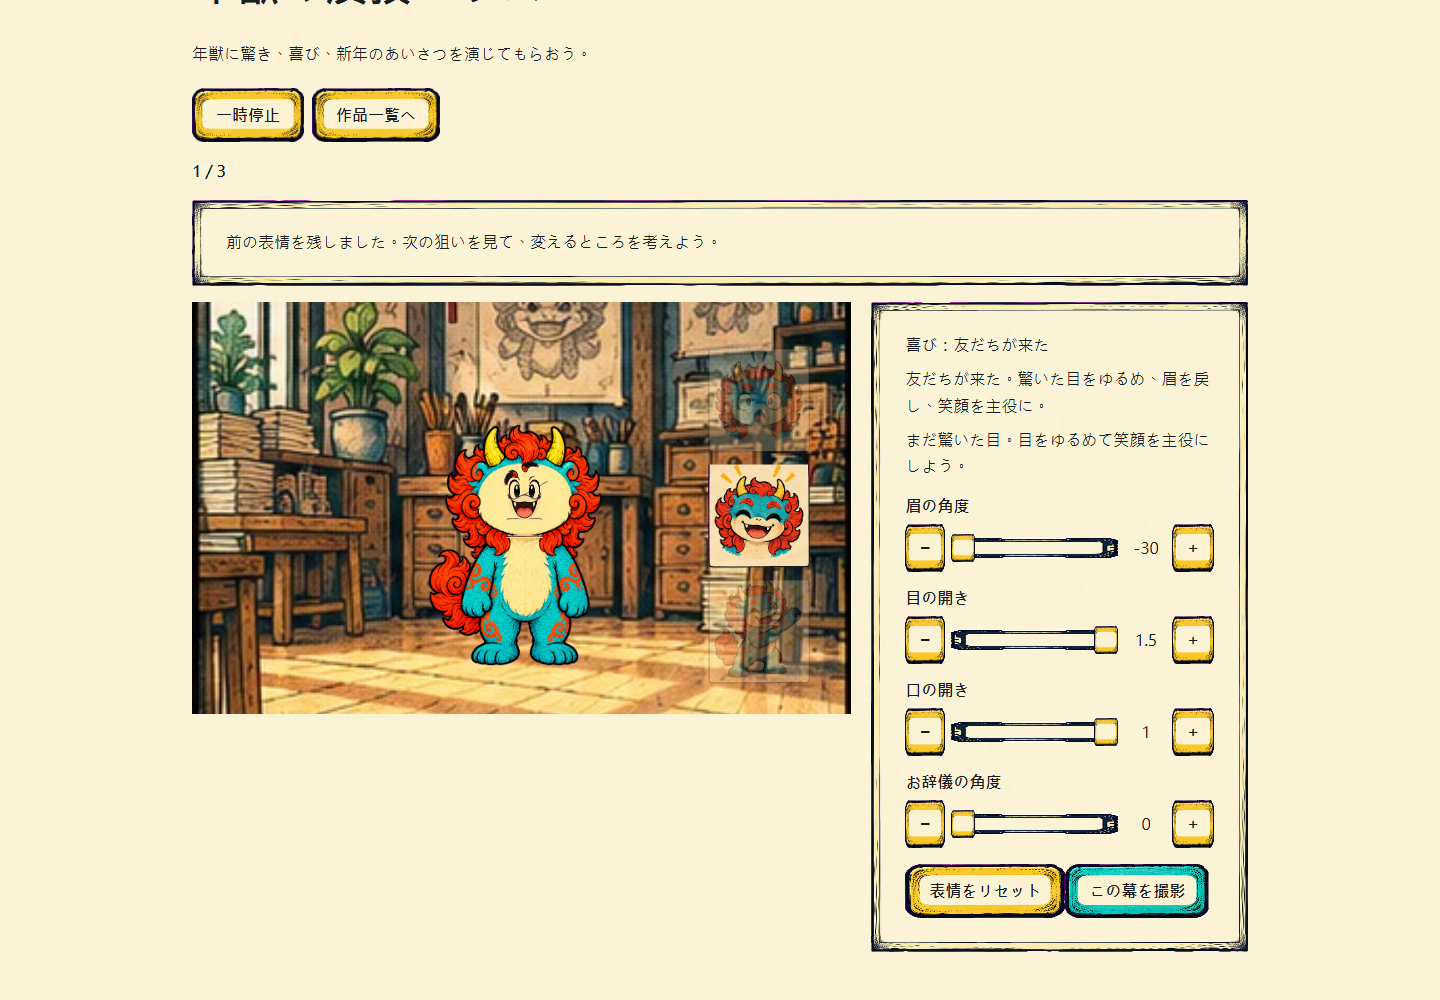 年獣に驚き、喜び、新年のあいさつを演じてもらおう。
一時停止
作品一覧へ
1 / 3
前の表情を残しました。次の狙いを見て、変えるところを考えよう。
喜び：友だちが来た
友だちが来た。驚いた目をゆるめ、眉を戻
し、笑顔を主役に。
まだ驚いた目。目をゆるめて笑顔を主役に
しよう。
眉の角度
− -30 +
目の開き
− 1.5 +
口の開き
− 1 +
お辞儀の角度
− 0 +
表情をリセット
この幕を撮影